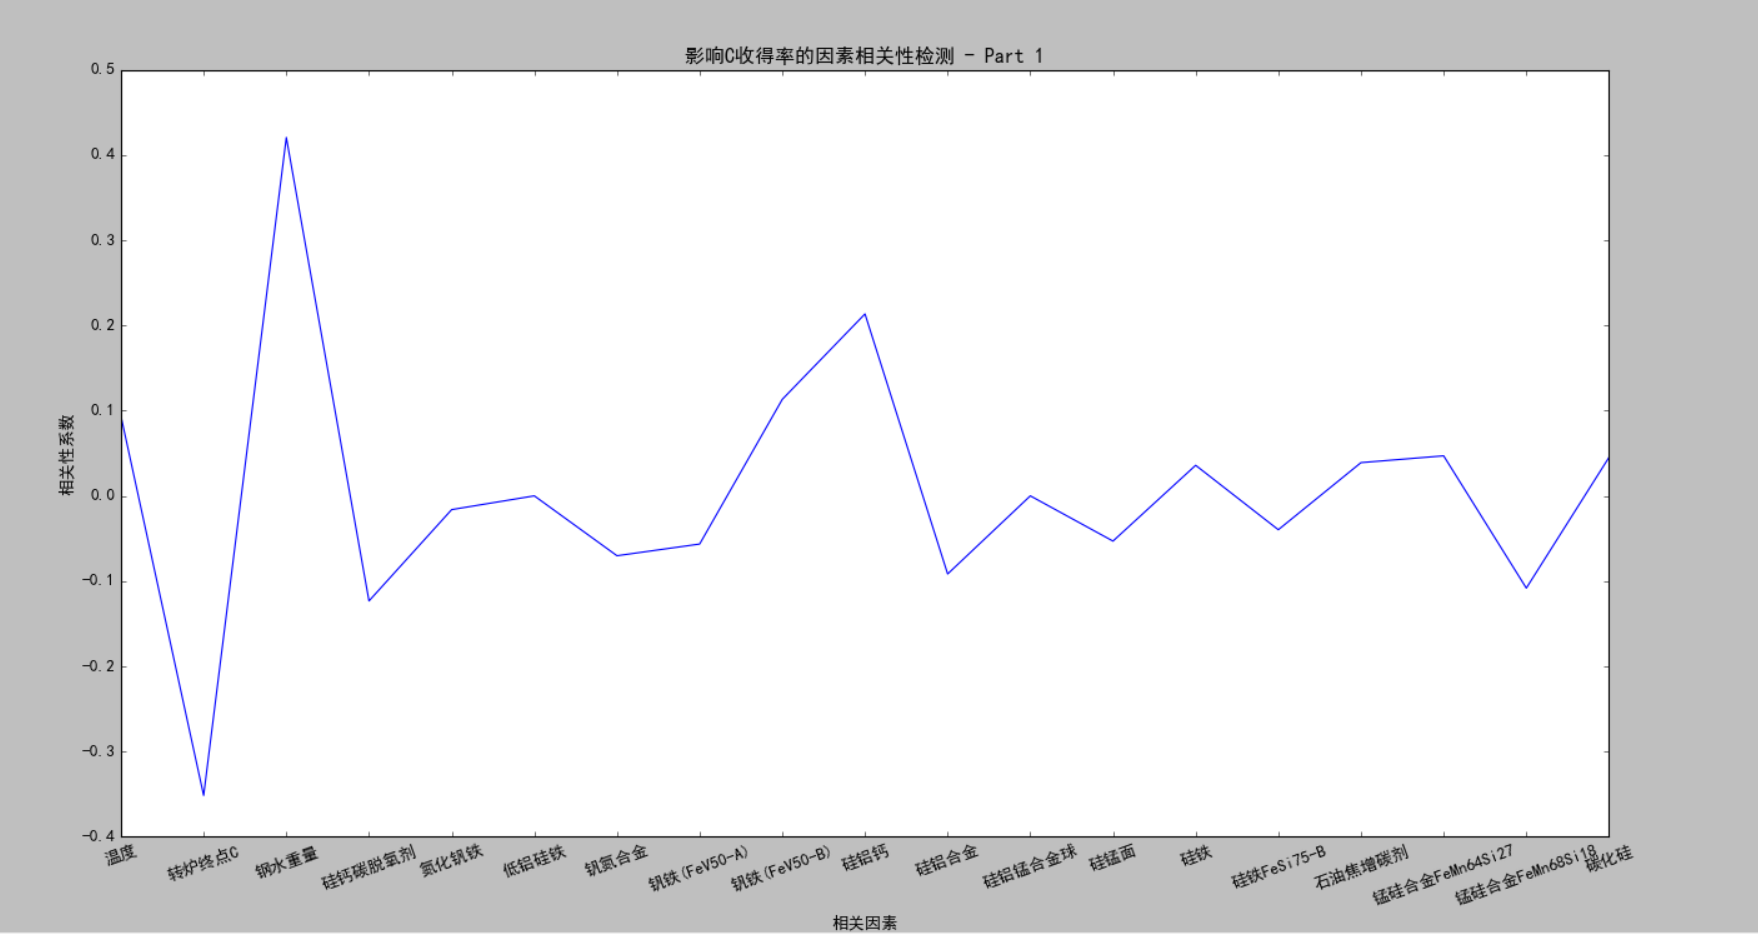 影响C收得率的因素相关性检测 - Part 1
0.5
0.4
0.3
0.2
0.1
0.0
-0.1
-0.2
-0.3
-0.4
相关性系数
温度
转炉终点C
钢水重量
硅钙碳脱氧剂
氮化钒铁
低铝硅铁
钒氮合金
钒铁(FeV50-A)
钒铁(FeV50-B)
硅铝钙
硅铝合金
硅铝锰合金球
硅锰面
硅铁
硅铁FeSi75-B
石油焦增碳剂
锰硅合金FeMn64Si27
锰硅合金FeMn68Si18
碳化硅
相关因素